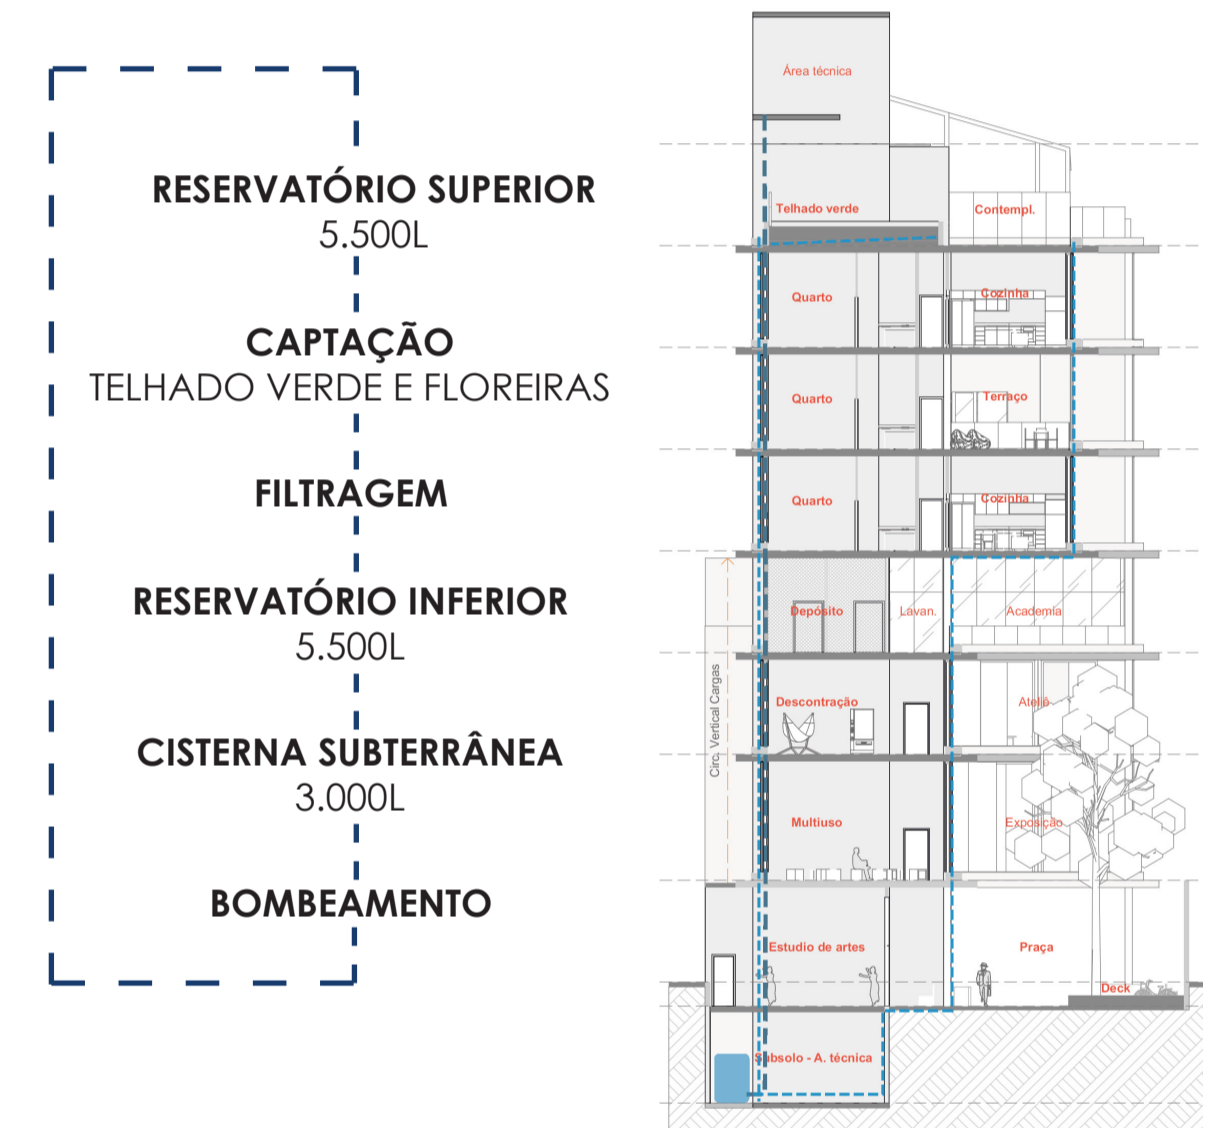 RESERVATÓRIO SUPERIOR
5.500L
CAPTAÇÃO
TELHADO VERDE E FLOREIRAS
FILTRAGEM
RESERVATÓRIO INFERIOR
5.500L
CISTERNA SUBTERRÂNEA
3.000L
BOMBEAMENTO
Área técnica
Telhado verde
Contempl.
Quarto
Cozinha
Quarto
Terraço
Quarto
Cozinha
Depósito
Lavan.
Academia
Circ. Vertical Cargas
Descontração
Ateliê
Multiuso
Exposição
Estudio de artes
Praça
Deck
Subsolo - A. técnica